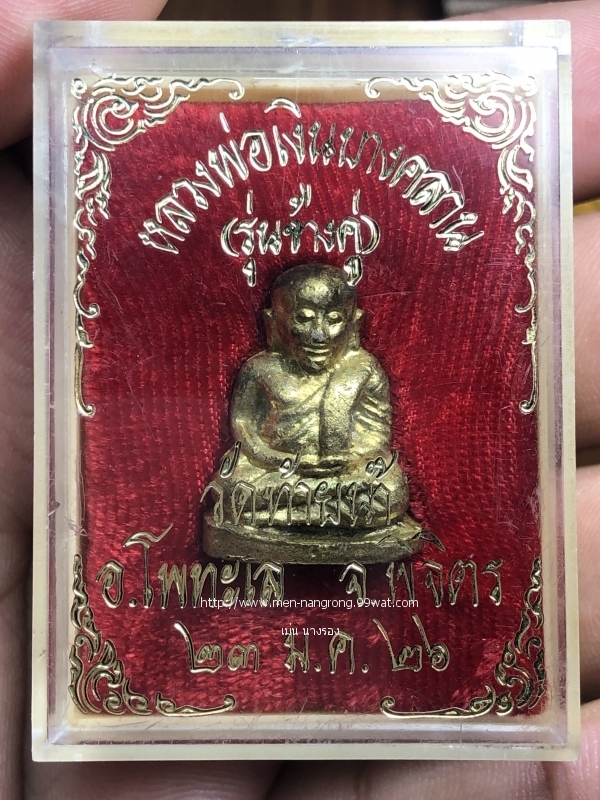 หลวงพ่อเงินบางคลาน
(รุ่นช้างคู่)
วัดท้ายน้ำ
อ.โพทะเล จ.พิจิตร
https://www.men-nangrong.99wat.com
เม่น นางรอง
๒๓ ม.ค. ๒๖